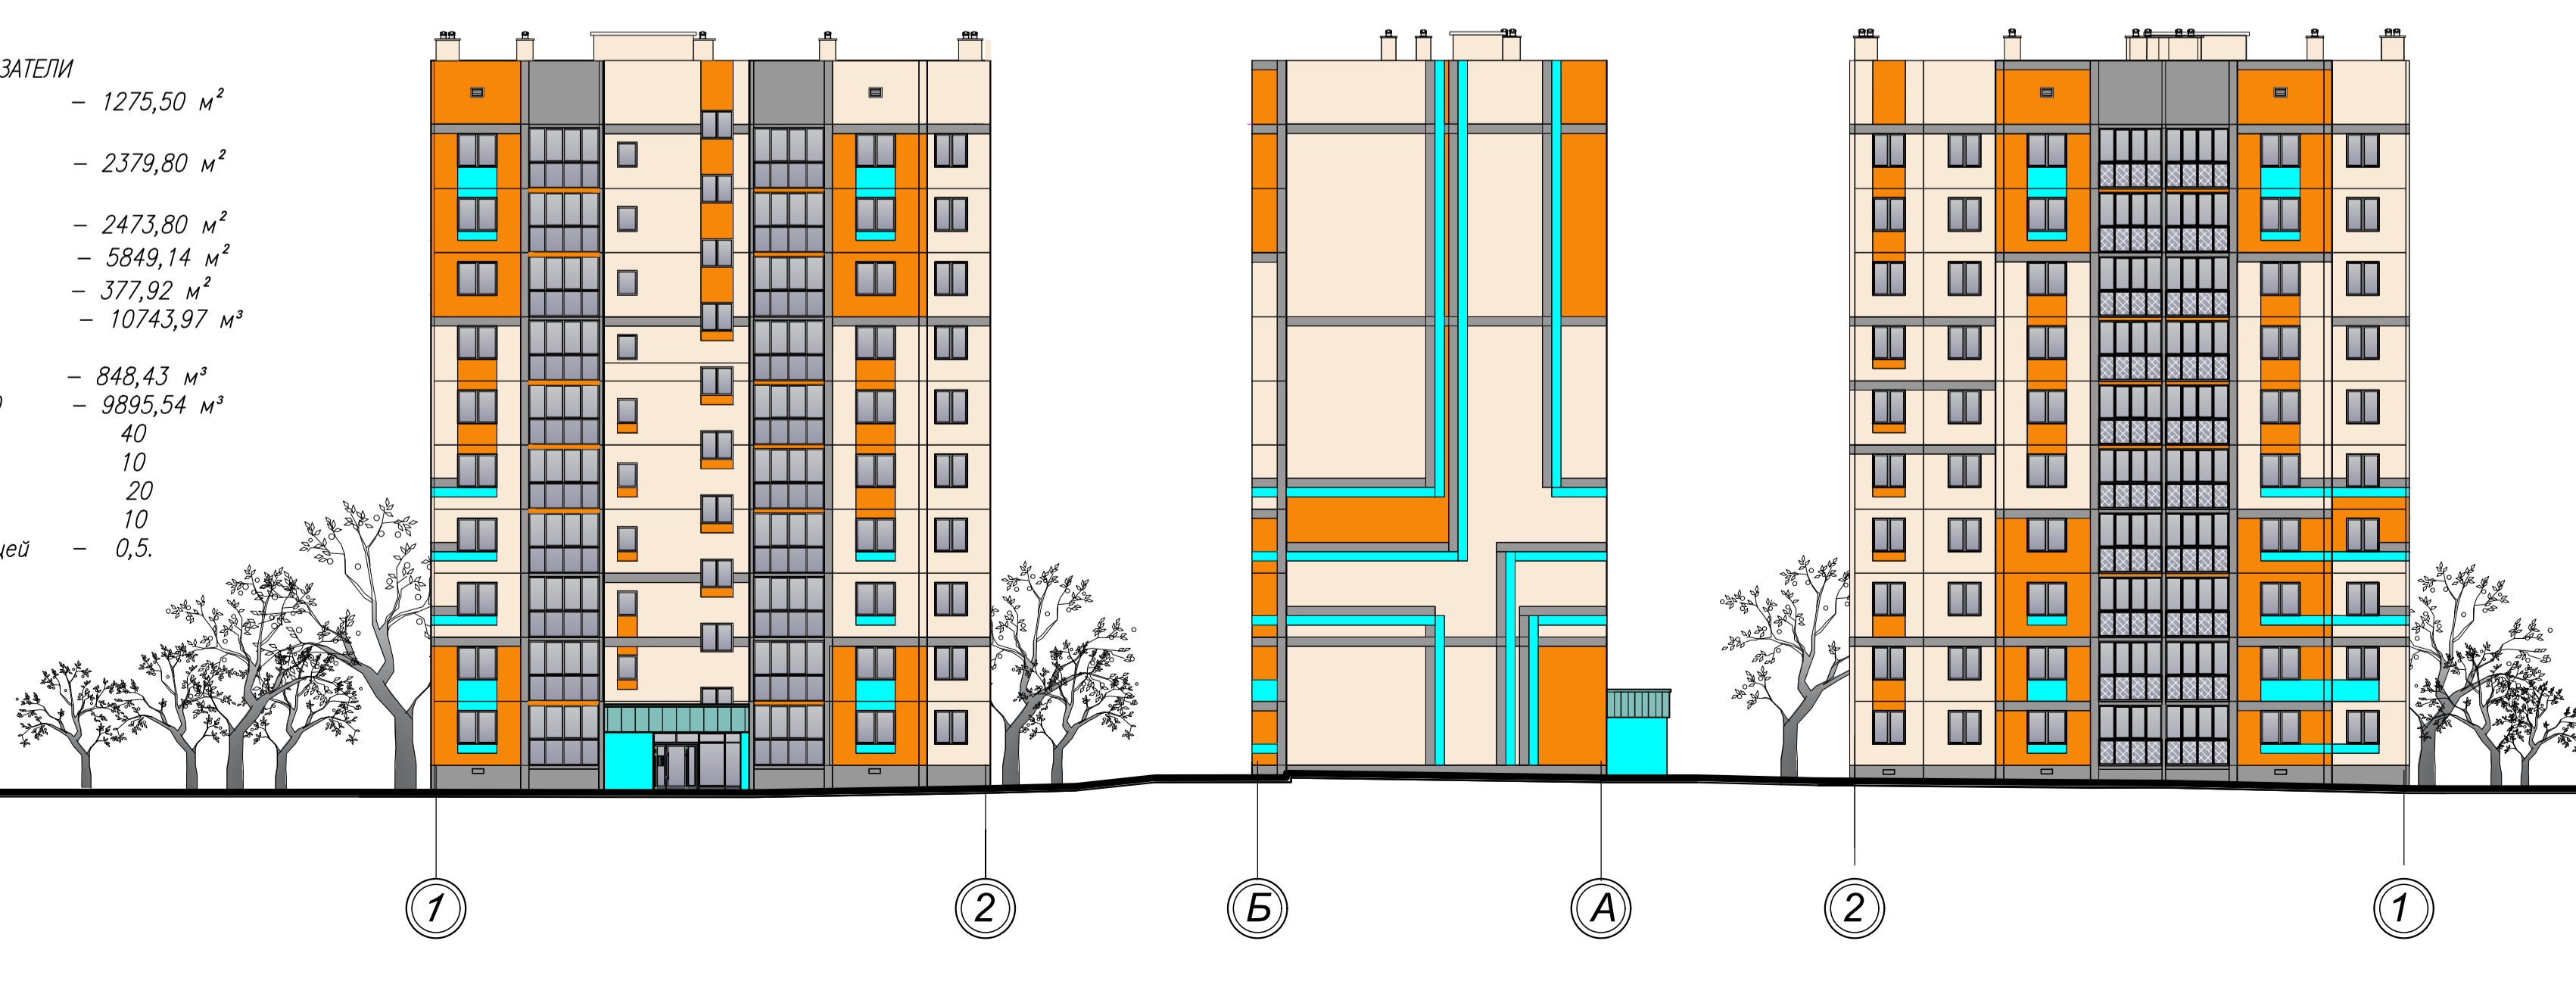 ЗАТЕЛИ
– 1275,50 м²
– 2379,80 м²
– 2473,80 м²
– 5849,14 м²
– 377,92 м²
– 10743,97 м³
– 848,43 м³
– 9895,54 м³
40
10
20
10
щей – 0,5.
1 2 Б А 2 1